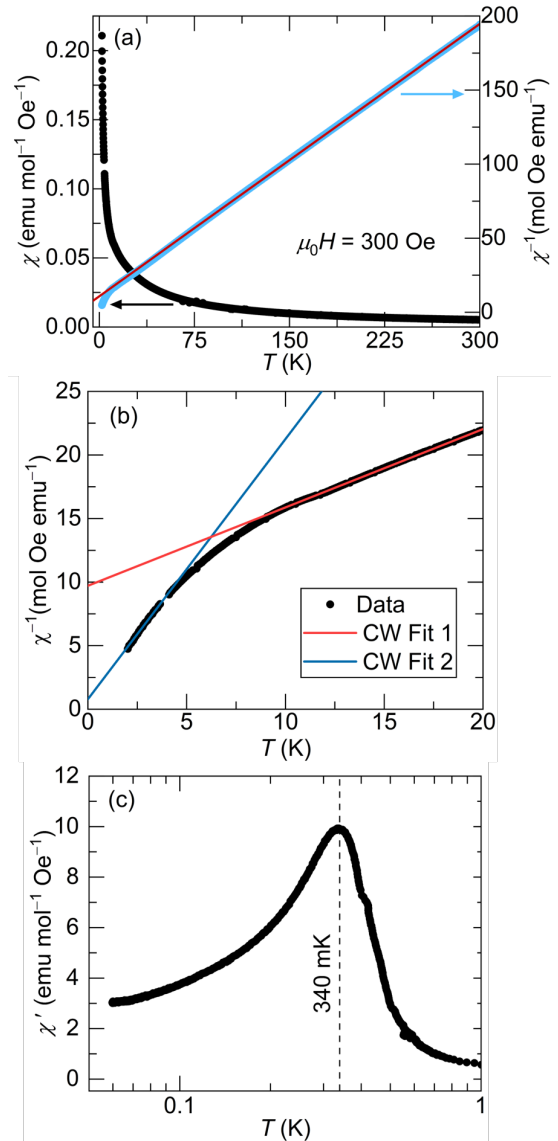 (a)
0.20
0.15
0.10
0.05
0.00
χ (emu mol⁻¹ Oe⁻¹)
200
150
100
50
0
χ⁻¹(mol Oe emu⁻¹)
μ₀H = 300 Oe
0 75 150 225 300
T (K)
(b)
25
20
15
10
5
0
χ⁻¹(mol Oe emu⁻¹)
Data
CW Fit 1
CW Fit 2
0 5 10 15 20
T (K)
(c)
12
10
8
6
4
2
0
χ′ (emu mol⁻¹ Oe⁻¹)
340 mK
0.1 1
T (K)